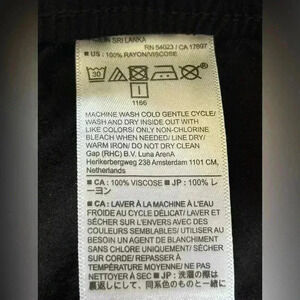 IN SRI LANKA
RN 54023 / CA 17897
■ US : 100% RAYON/VISCOSE
30
I
1166
MACHINE WASH COLD GENTLE CYCLE/
WASH AND DRY INSIDE OUT WITH
LIKE COLORS/ ONLY NON-CHLORINE
BLEACH WHEN NEEDED/ LINE DRY/
WARM IRON/ DO NOT DRY CLEAN
Gap (RHC) B.V. Luna ArenA
Herikerbergweg 238 Amsterdam 1101 CM,
Netherlands
■ CA : 100% VISCOSE ■ JP : 100% レ
ーヨン
■ CA: LAVER À LA MACHINE À L'EAU
FROIDE AU CYCLE DÉLICAT/ LAVER ET
SÉCHER SUR L'ENVERS AVEC DES
COULEURS SEMBLABLES/ UTILISER AU
BESOIN UN AGENT DE BLANCHIMENT
SANS CHLORE UNIQUEMENT/ SÉCHER
SUR CORDE/ REPASSER À
TEMPÉRATURE MOYENNE/ NE PAS
NETTOYER À SEC ■ JP : 洗濯の際は
裏返しにして、同系色のものと